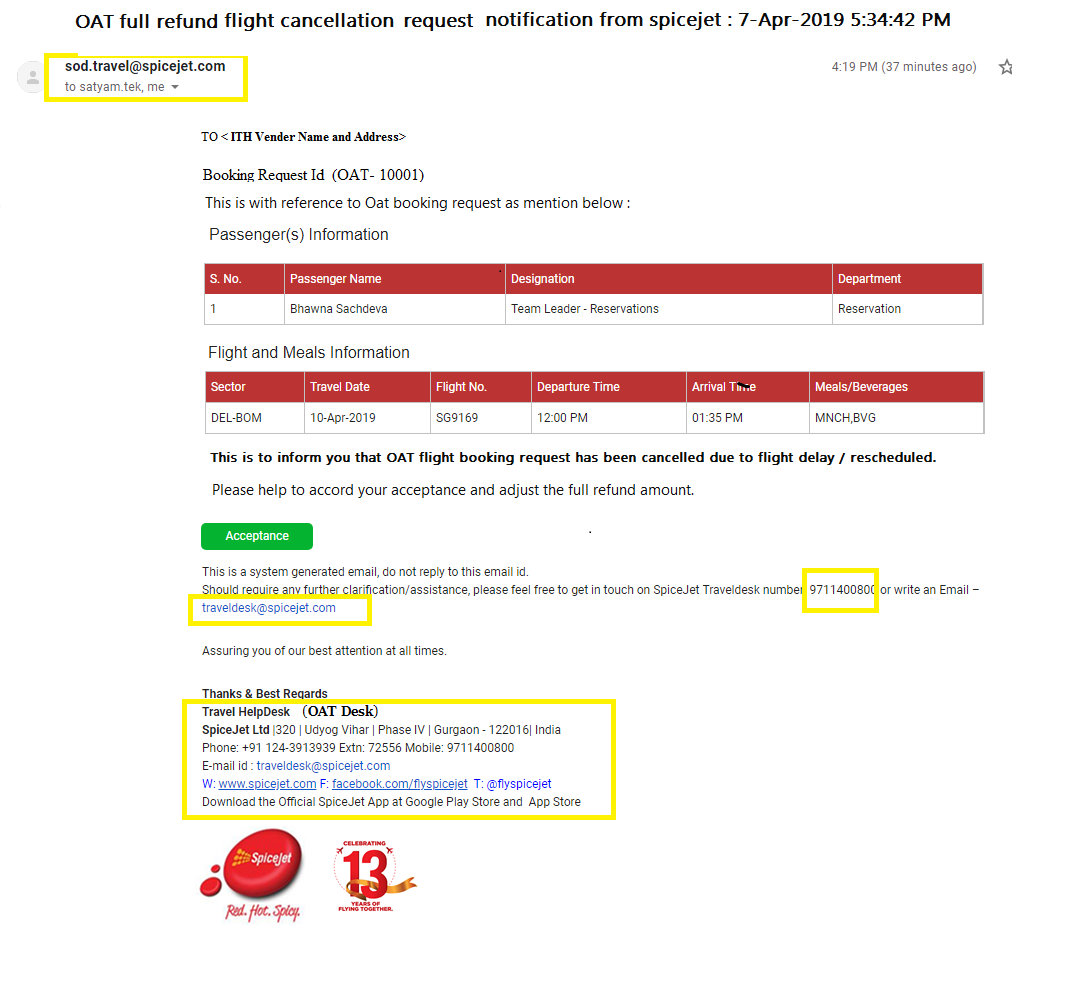 OAT full refund flight cancellation request notification from spicejet : 7-Apr-2019 5:34:42 PM
sod.travel@spicejet.com
4:19 PM (37 minutes ago)
to satyam.tek, me
TO < ITH Vender Name and Address>
Booking Request Id (OAT- 10001)
This is with reference to Oat booking request as mention below :
Passenger(s) Information
S. No. Passenger Name Designation Department
1 Bhawna Sachdeva Team Leader - Reservations Reservation
Flight and Meals Information
Sector Travel Date Flight No. Departure Time Arrival Time Meals/Beverages
DEL-BOM 10-Apr-2019 SG9169 12:00 PM 01:35 PM MNCH,BVG
This is to inform you that OAT flight booking request has been cancelled due to flight delay / rescheduled.
Please help to accord your acceptance and adjust the full refund amount.
Acceptance
This is a system generated email, do not reply to this email id.
Should require any further clarification/assistance, please feel free to get in touch on SpiceJet Traveldesk number 9711400800 or write an Email –
traveldesk@spicejet.com
Assuring you of our best attention at all times.
Thanks & Best Regards
Travel HelpDesk (OAT Desk)
SpiceJet Ltd |320 | Udyog Vihar | Phase IV | Gurgaon - 122016| India
Phone: +91 124-3913939 Extn: 72556 Mobile: 9711400800
E-mail id : traveldesk@spicejet.com
W: www.spicejet.com F: facebook.com/flyspicejet T: @flyspicejet
Download the Official SpiceJet App at Google Play Store and App Store
SpiceJet
Red. Hot. Spicy.
CELEBRATING
13
YEARS OF
FLYING TOGETHER.